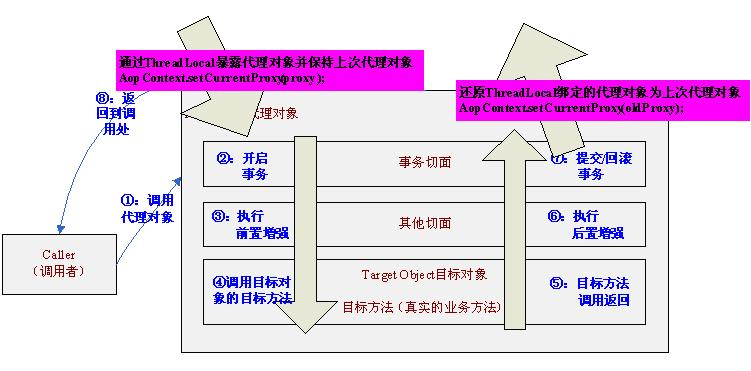 通过ThreadLocal暴露代理对象并保持上次代理对象
AopContext.setCurrentProxy(proxy);
还原ThreadLocal绑定的代理对象为上次代理对象
AopContext.setCurrentProxy(oldProxy);
⑧：返
回到调
用处
代理对象
②：开启
事务
事务切面
⑦：提交/回滚
事务
①：调用
代理对象
③：执行
前置增强
其他切面
⑥：执行
后置增强
Caller
（调用者）
④调用目标对
象的目标方法
Target Object目标对象
目标方法（真实的业务方法）
⑤：目标方法
调用返回